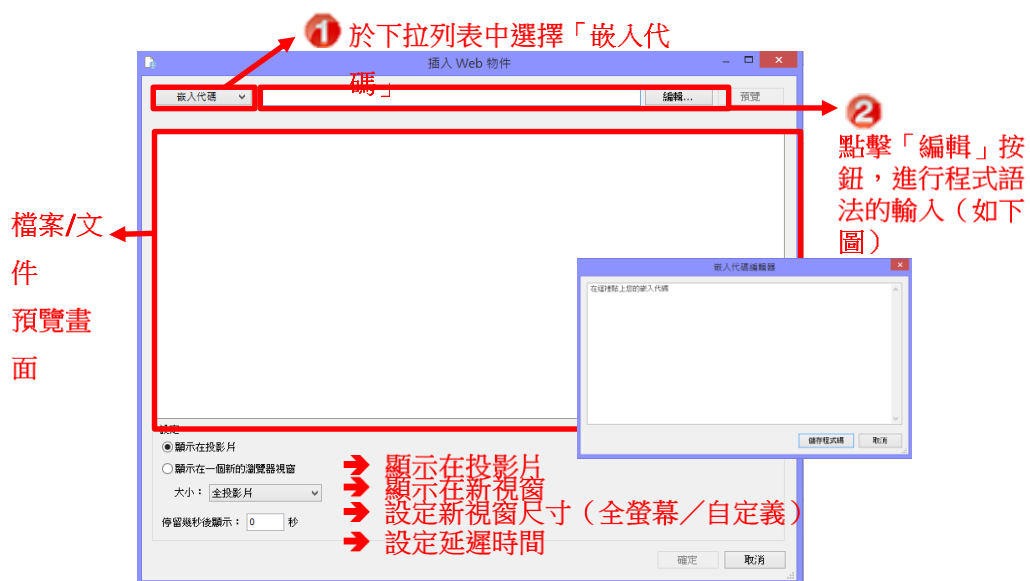 1 於下拉列表中選擇「嵌入代
碼」
插入 Web 物件
嵌入代碼
編輯...
預覽
2
點擊「編輯」按
鈕，進行程式語
法的輸入（如下
圖）
檔案/文
件
預覽畫
面
嵌入代碼編輯器
在這裡貼上您的嵌入代碼
儲存程式碼
取消
設定
顯示在投影片
顯示在一個新的瀏覽器視窗
大小： 全投影片
停留幾秒後顯示： 0 秒
顯示在投影片
顯示在新視窗
設定新視窗尺寸（全螢幕／自定義）
設定延遲時間
確定
取消